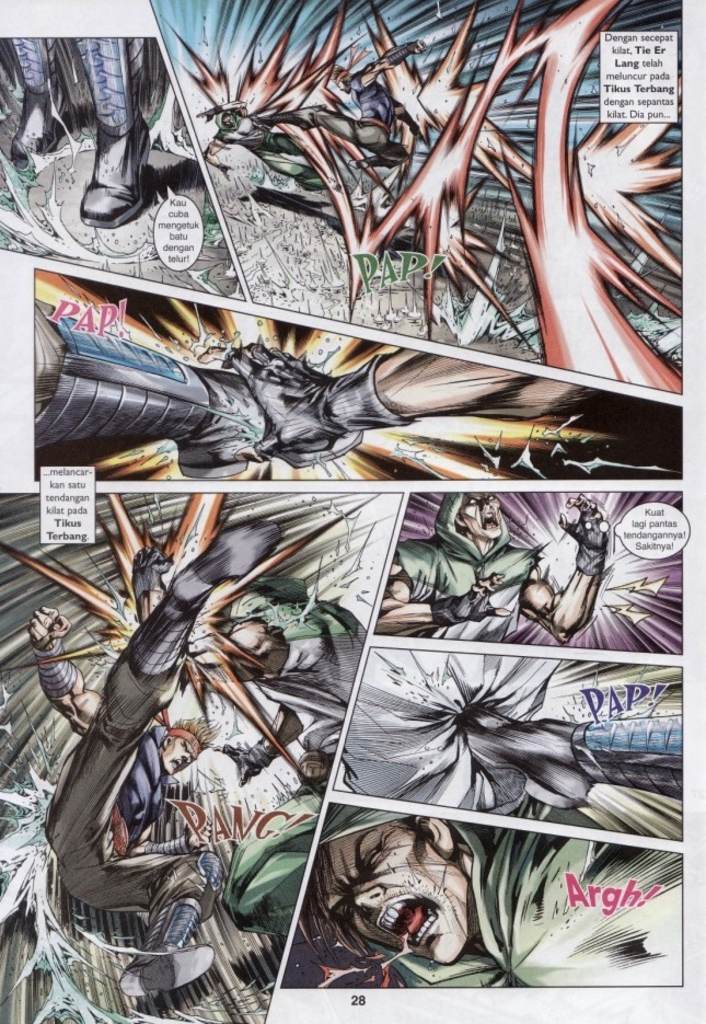 Dengan secepat
kilat, Tie Er
Lang telah
meluncur pada
Tikus Terbang
dengan sepantas
kilat. Dia pun...
Kau
cuba
mengetuk
batu
dengan
telur!
PAP!
PAP!
...melancar-
kan satu
tendangan
kilat pada
Tikus
Terbang.
Kuat
lagi pantas
tendangannya!
Sakitnya!
PAP!
PANG!
Argh!
28